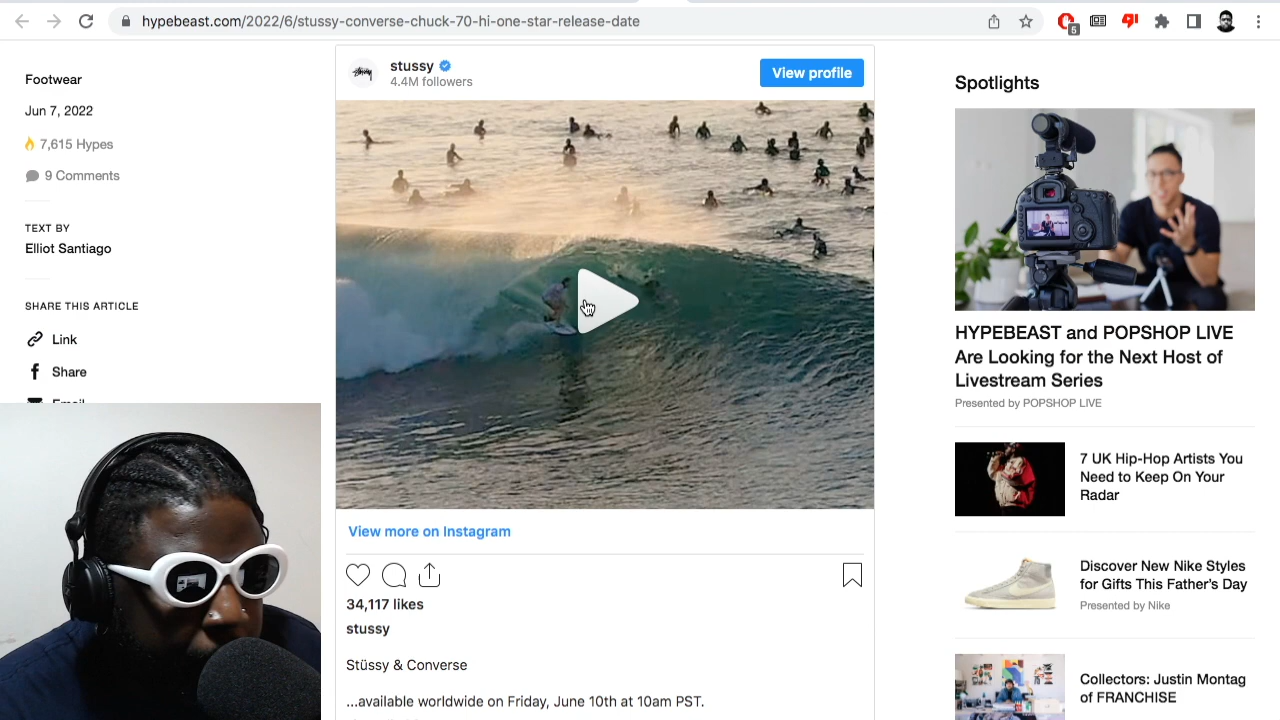 hypebeast.com/2022/6/stussy-converse-chuck-70-hi-one-star-release-date
5
Footwear
Jun 7, 2022
7,615 Hypes
9 Comments
TEXT BY
Elliot Santiago
SHARE THIS ARTICLE
Link
Share
Email
stussy
4.4M followers
View profile
View more on Instagram
34,117 likes
stussy
Stüssy & Converse
...available worldwide on Friday, June 10th at 10am PST.
Spotlights
HYPEBEAST and POPSHOP LIVE
Are Looking for the Next Host of
Livestream Series
Presented by POPSHOP LIVE
7 UK Hip-Hop Artists You
Need to Keep On Your
Radar
Discover New Nike Styles
for Gifts This Father's Day
Presented by Nike
Collectors: Justin Montag
of FRANCHISE